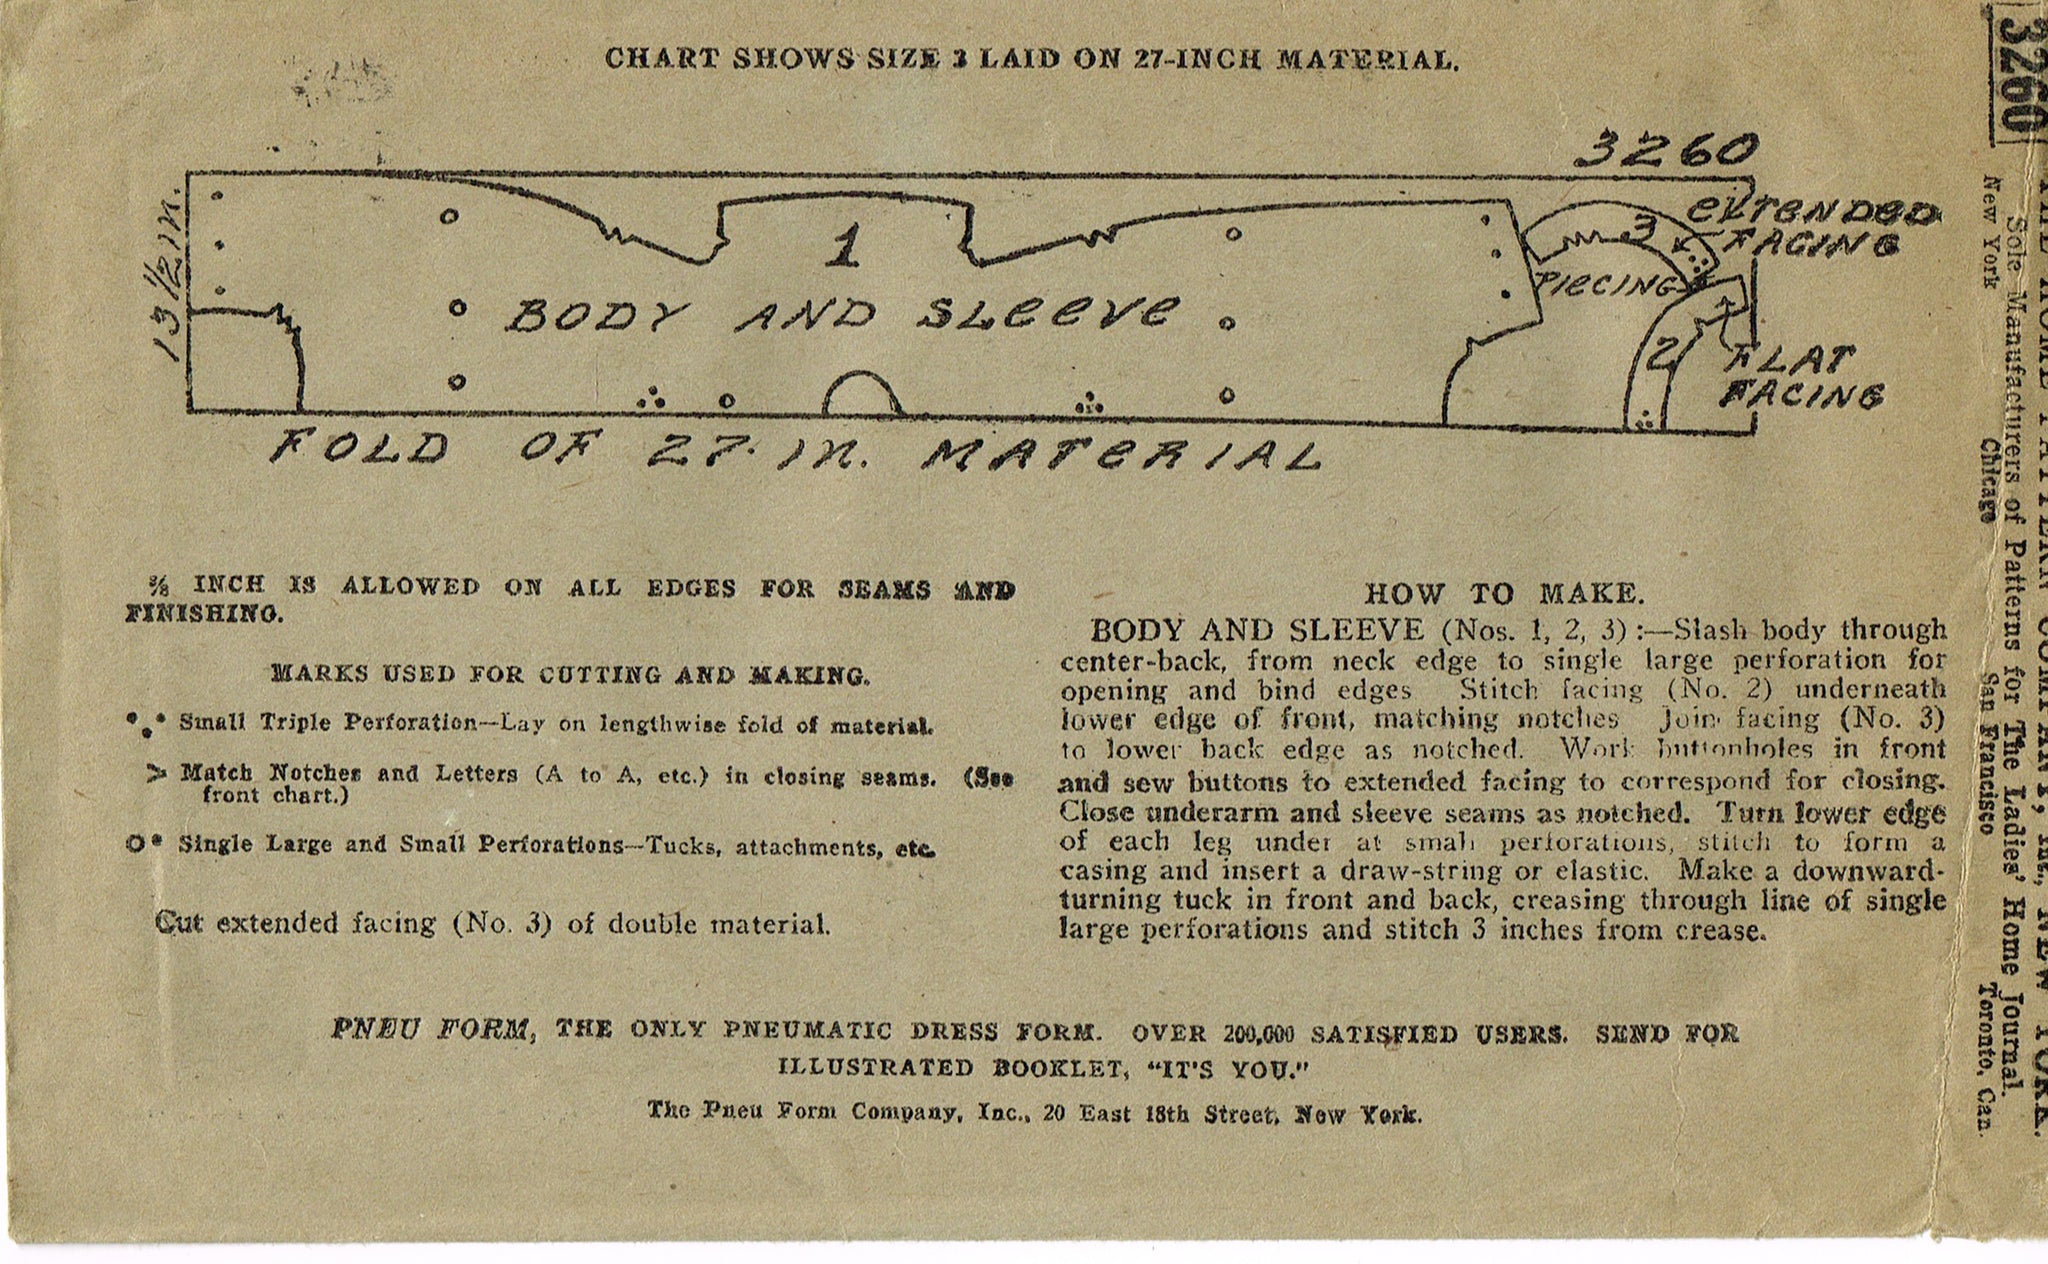 CHART SHOWS SIZE 3 LAID ON 27-INCH MATERIAL.
3260
13 1/2 in.
1
BODY AND SLEEVE
3
EXTENDED
FACING
PIECING
2
FLAT
FACING
FOLD OF 27. IN. MATERIAL
3/8 INCH IS ALLOWED ON ALL EDGES FOR SEAMS AND
FINISHING.
MARKS USED FOR CUTTING AND MAKING.
Small Triple Perforation—Lay on lengthwise fold of material.
Match Notches and Letters (A to A, etc.) in closing seams. (See
front chart.)
Single Large and Small Perforations—Tucks, attachments, etc.
Cut extended facing (No. 3) of double material.
HOW TO MAKE.
BODY AND SLEEVE (Nos. 1, 2, 3) :—Slash body through
center-back, from neck edge to single large perforation for
opening and bind edges Stitch facing (No. 2) underneath
lower edge of front, matching notches Join facing (No. 3)
to lower back edge as notched. Work buttonholes in front
and sew buttons to extended facing to correspond for closing.
Close underarm and sleeve seams as notched. Turn lower edge
of each leg under at small perforations, stitch to form a
casing and insert a draw-string or elastic. Make a downward-
turning tuck in front and back, creasing through line of single
large perforations and stitch 3 inches from crease.
PNEU FORM, THE ONLY PNEUMATIC DRESS FORM. OVER 200,000 SATISFIED USERS. SEND FOR
ILLUSTRATED BOOKLET, “IT'S YOU.”
The Pneu Form Company, Inc., 20 East 18th Street, New York.
3260
THE HOME PATTERN COMPANY, NEW YORK.
Sole Manufacturers of Patterns for The Ladies' Home Journal.
New York Chicago San Francisco Toronto, Can.